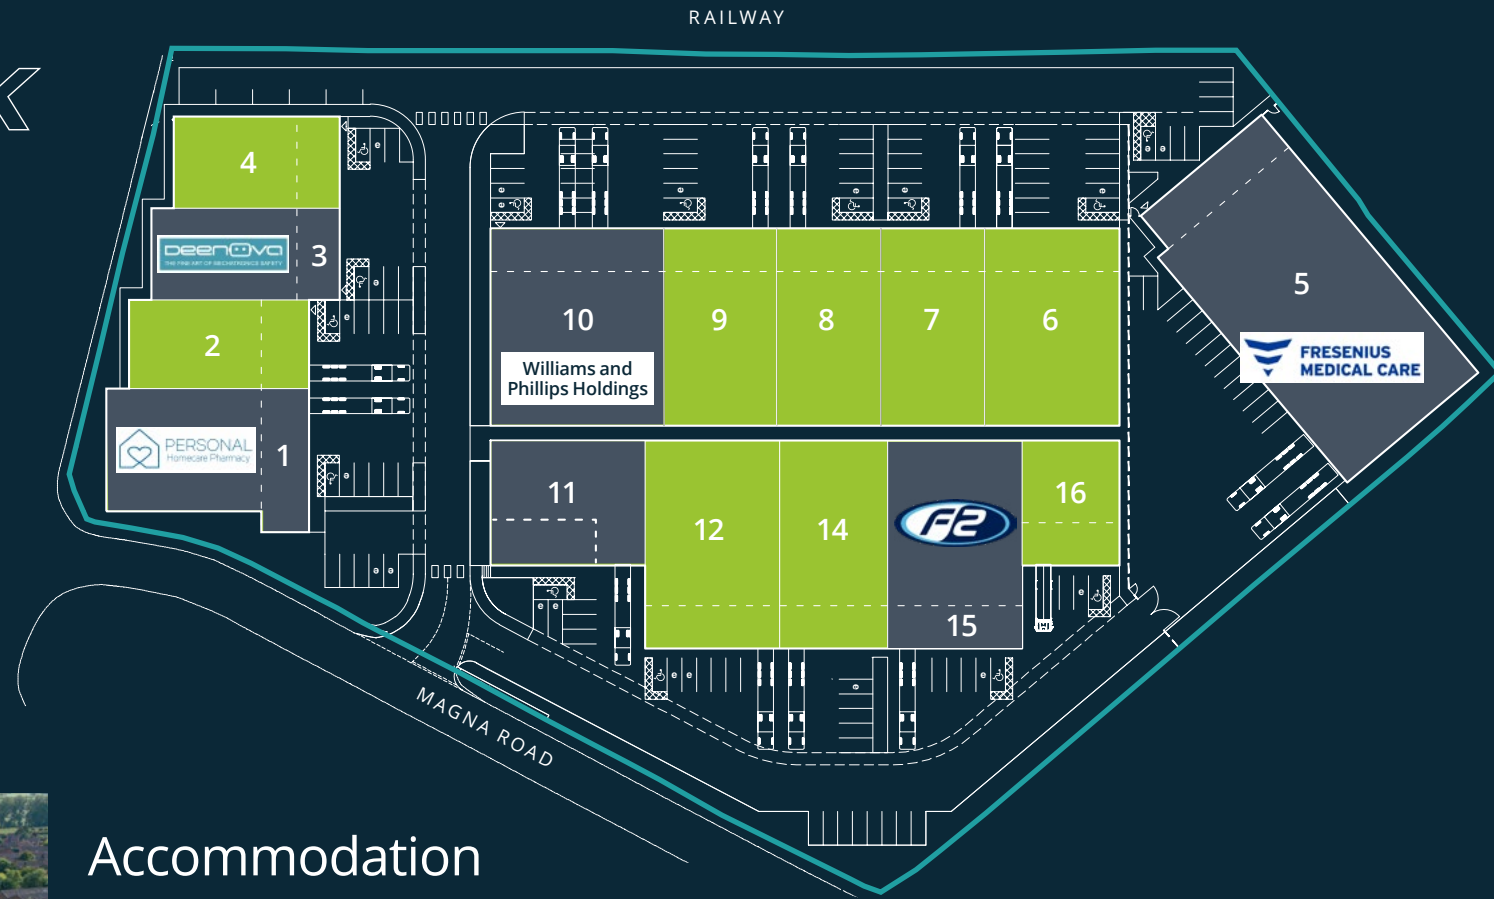 RAILWAY
4
DEENOVA
3
2
PERSONAL
Homecare Pharmacy
1
10
Williams and
Phillips Holdings
9
8
7
6
5
FRESENIUS
MEDICAL CARE
11
12
14
F2
15
16
MAGNA ROAD
Accommodation